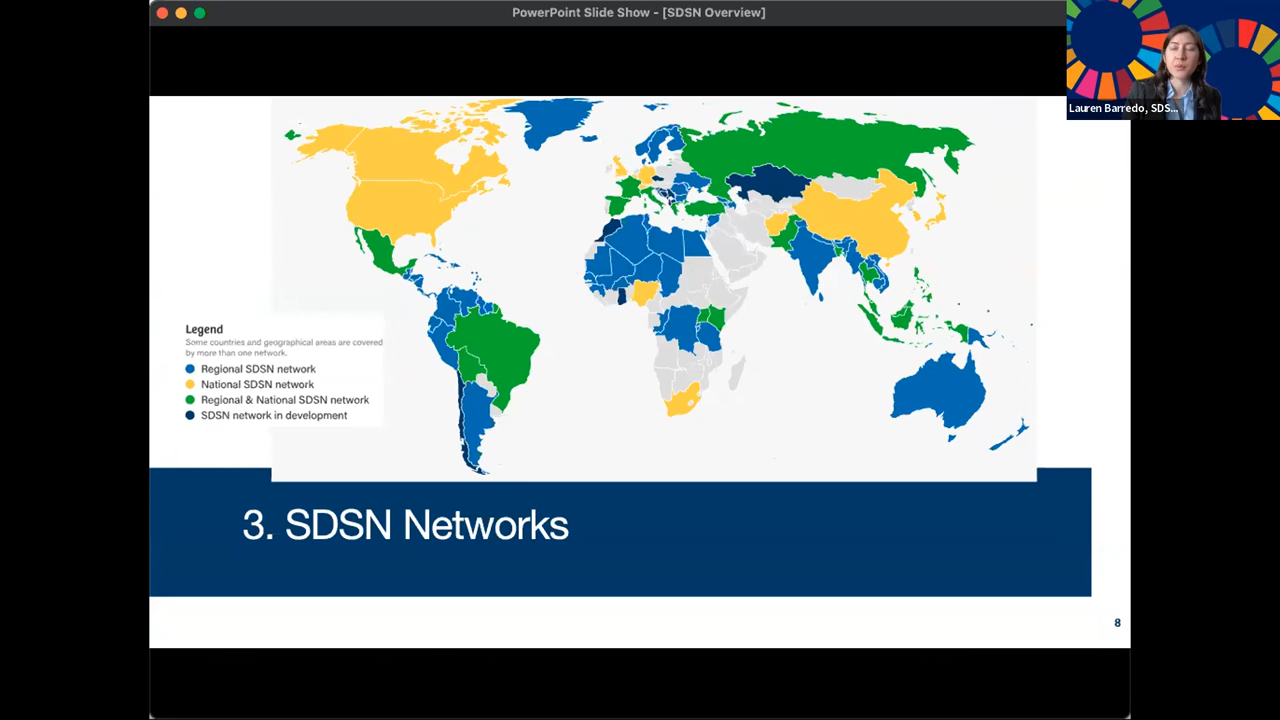 PowerPoint Slide Show - [SDSN Overview]
Lauren Barredo, SDS...
Legend
Some countries and geographical areas are covered
by more than one network.
Regional SDSN network
National SDSN network
Regional & National SDSN network
SDSN network in development
3. SDSN Networks
8